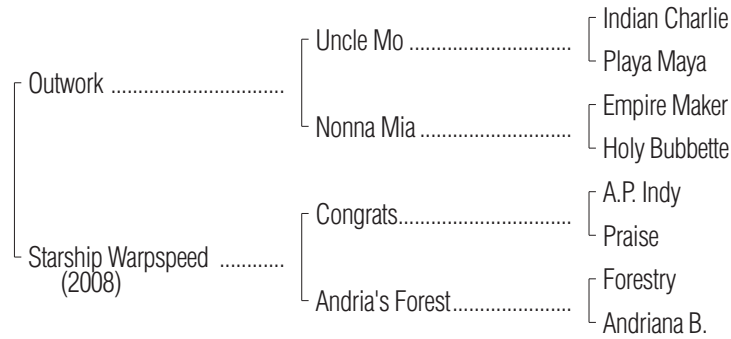 Indian Charlie
Uncle Mo ..............................
Playa Maya
Outwork ................................
Empire Maker
Nonna Mia ............................
Holy Bubbette
A.P. Indy
Congrats................................
Praise
Starship Warpspeed ............
(2008)
Forestry
Andria's Forest......................
Andriana B.